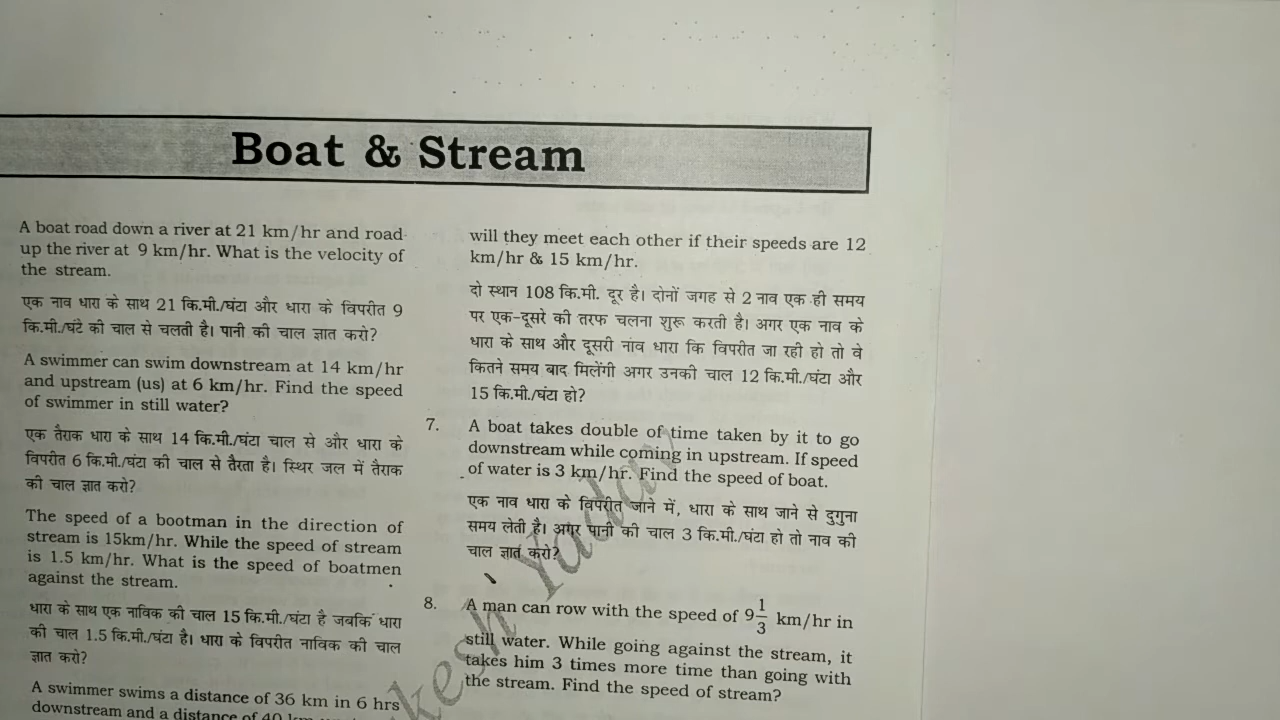 Boat & Stream
A boat road down a river at 21 km/hr and road
up the river at 9 km/hr. What is the velocity of
the stream.
एक नाव धारा के साथ 21 कि.मी./घंटा और धारा के विपरीत 9
कि.मी./घंटे की चाल से चलती है। पानी की चाल ज्ञात करो?
A swimmer can swim downstream at 14 km/hr
and upstream (us) at 6 km/hr. Find the speed
of swimmer in still water?
एक तैराक धारा के साथ 14 कि.मी./घंटा चाल से और धारा के
विपरीत 6 कि.मी./घंटा की चाल से तैरता है। स्थिर जल में तैराक
की चाल ज्ञात करो?
The speed of a bootman in the direction of
stream is 15km/hr. While the speed of stream
is 1.5 km/hr. What is the speed of boatmen
against the stream.
धारा के साथ एक नाविक की चाल 15 कि.मी./घंटा है जबकि धारा
की चाल 1.5 कि.मी./घंटा है। धारा के विपरीत नाविक की चाल
ज्ञात करो?
A swimmer swims a distance of 36 km in 6 hrs
downstream and a distance of 40 km
will they meet each other if their speeds are 12
km/hr & 15 km/hr.
दो स्थान 108 कि.मी. दूर है। दोनों जगह से 2 नाव एक ही समय
पर एक-दूसरे की तरफ चलना शुरू करती है। अगर एक नाव के
धारा के साथ और दूसरी नांव धारा कि विपरीत जा रही हो तो वे
कितने समय बाद मिलेंगी अगर उनकी चाल 12 कि.मी./घंटा और
15 कि.मी./घंटा हो?
7. A boat takes double of time taken by it to go
downstream while coming in upstream. If speed
of water is 3 km/hr. Find the speed of boat.
एक नाव धारा के विपरीत जाने में, धारा के साथ जाने से दुगुना
समय लेती है। अगर पानी की चाल 3 कि.मी./घंटा हो तो नाव की
चाल ज्ञात करो?
8. A man can row with the speed of 9 1/3 km/hr in
still water. While going against the stream, it
takes him 3 times more time than going with
the stream. Find the speed of stream?
kesh Yadav